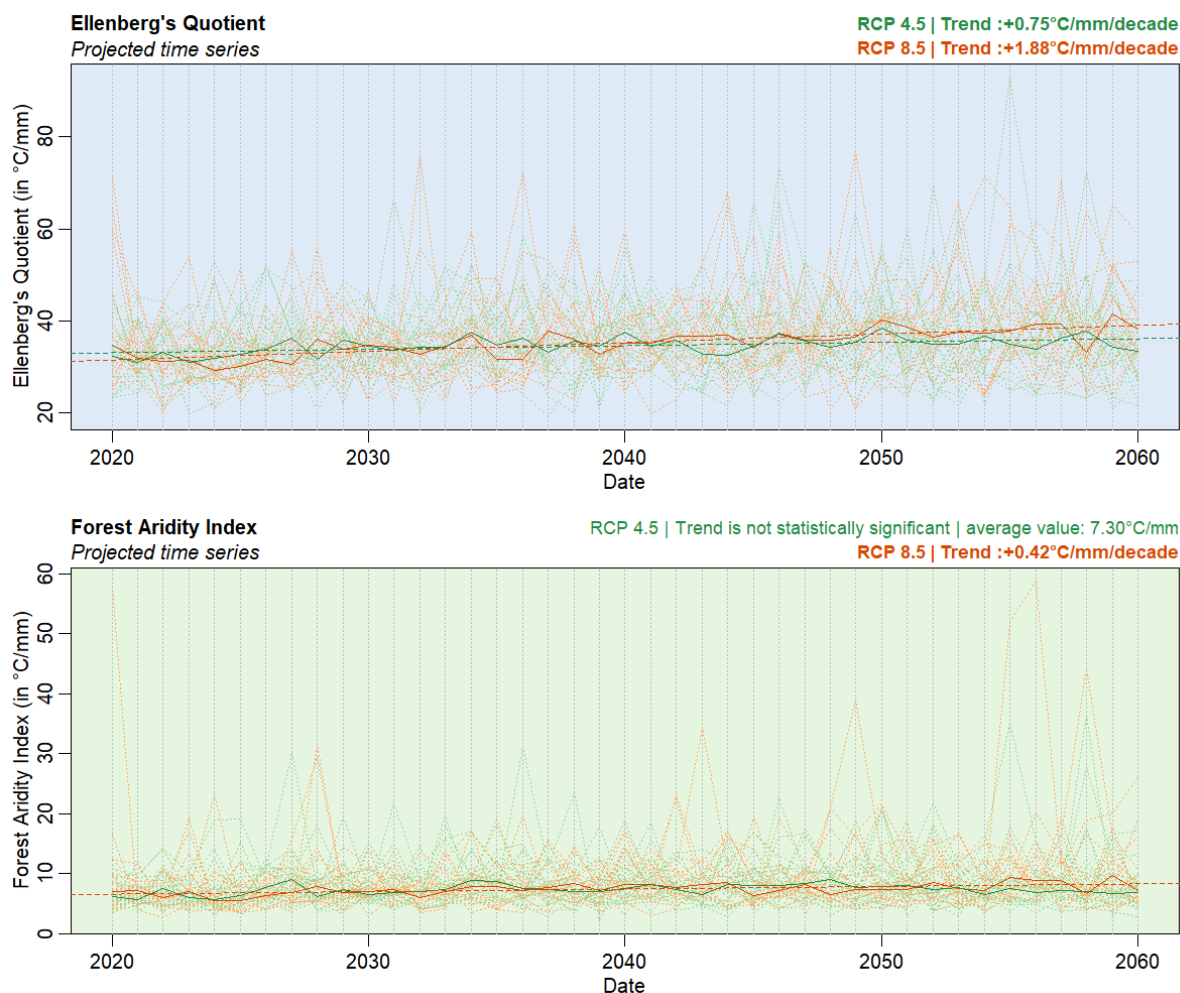 Ellenberg's Quotient
RCP 4.5 | Trend :+0.75°C/mm/decade
Projected time series
RCP 8.5 | Trend :+1.88°C/mm/decade
Ellenberg's Quotient (in °C/mm)
80
60
40
20
2020 2030 2040 2050 2060
Date
Forest Aridity Index
RCP 4.5 | Trend is not statistically significant | average value: 7.30°C/mm
Projected time series
RCP 8.5 | Trend :+0.42°C/mm/decade
Forest Aridity Index (in °C/mm)
60
50
40
30
20
10
0
2020 2030 2040 2050 2060
Date